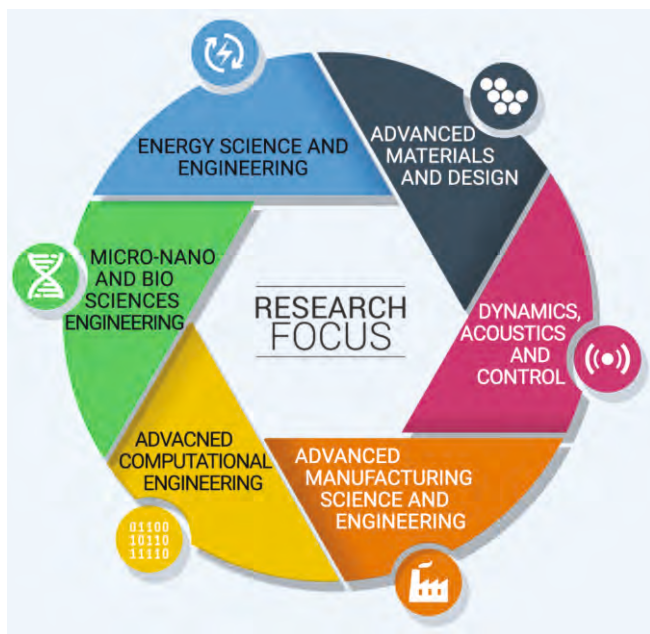 ENERGY SCIENCE AND
ENGINEERING
ADVANCED
MATERIALS
AND DESIGN
MICRO-NANO
AND BIO
SCIENCES
ENGINEERING
RESEARCH
FOCUS
DYNAMICS,
ACOUSTICS
AND
CONTROL
ADVACNED
COMPUTATIONAL
ENGINEERING
ADVANCED
MANUFACTURING
SCIENCE AND
ENGINEERING
01100
10110
11110